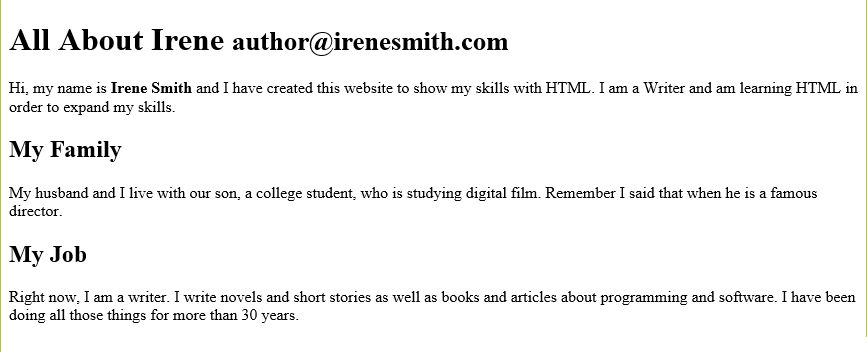 All About Irene author@irenesmith.com
Hi, my name is Irene Smith and I have created this website to show my skills with HTML. I am a Writer and am learning HTML in
order to expand my skills.
My Family
My husband and I live with our son, a college student, who is studying digital film. Remember I said that when he is a famous
director.
My Job
Right now, I am a writer. I write novels and short stories as well as books and articles about programming and software. I have been
doing all those things for more than 30 years.